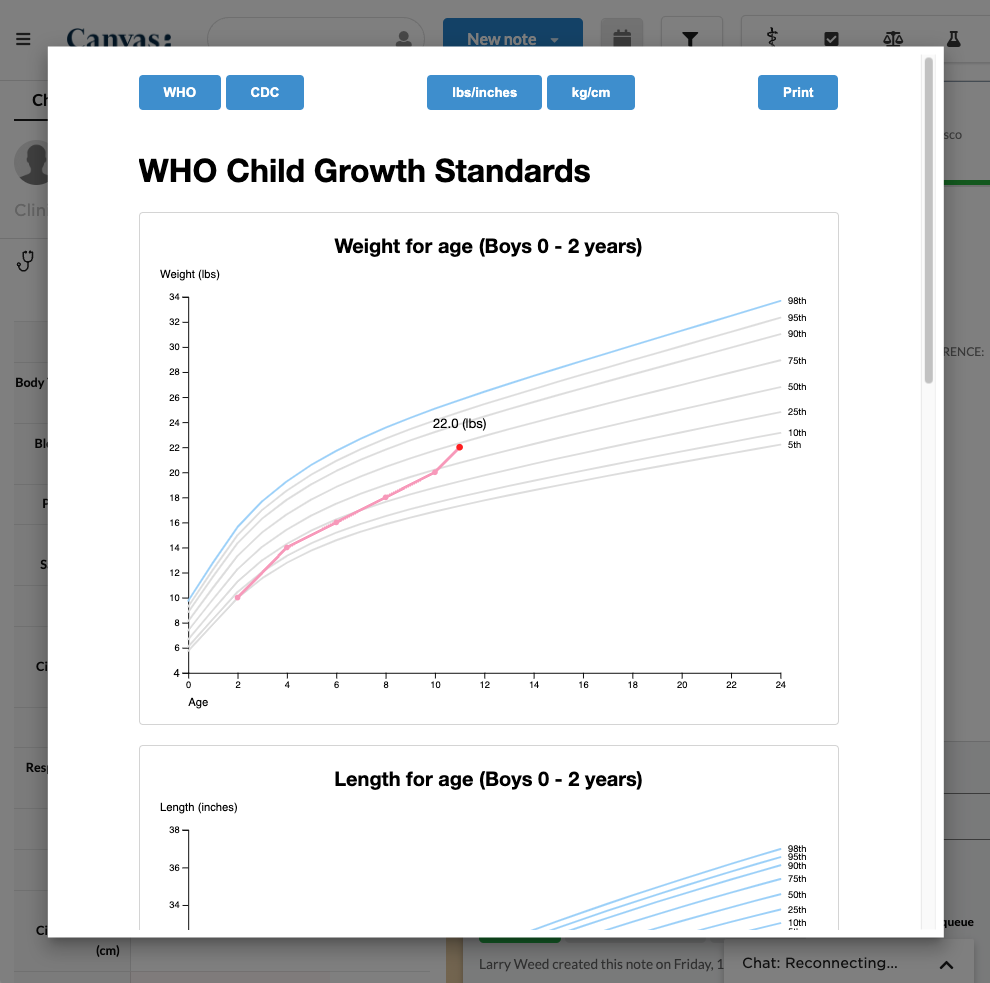 Canvas:
New note
Ch
sco
Clin
WHO CDC lbs/inches kg/cm Print
WHO Child Growth Standards
Weight for age (Boys 0 - 2 years)
Weight (lbs)
34
32
30
28
26
24
22
20
18
16
14
12
10
8
6
4
98th
95th
90th
75th
50th
25th
10th
5th
22.0 (lbs)
0 2 4 6 8 10 12 14 16 18 20 22 24
Age
RENCE:
Body
Bl
P
S
Ci
Resp
Length for age (Boys 0 - 2 years)
Length (inches)
38
36
34
98th
95th
90th
75th
50th
25th
10th
Ci
(cm)
queue
Larry Weed created this note on Friday, 1
Chat: Reconnecting...